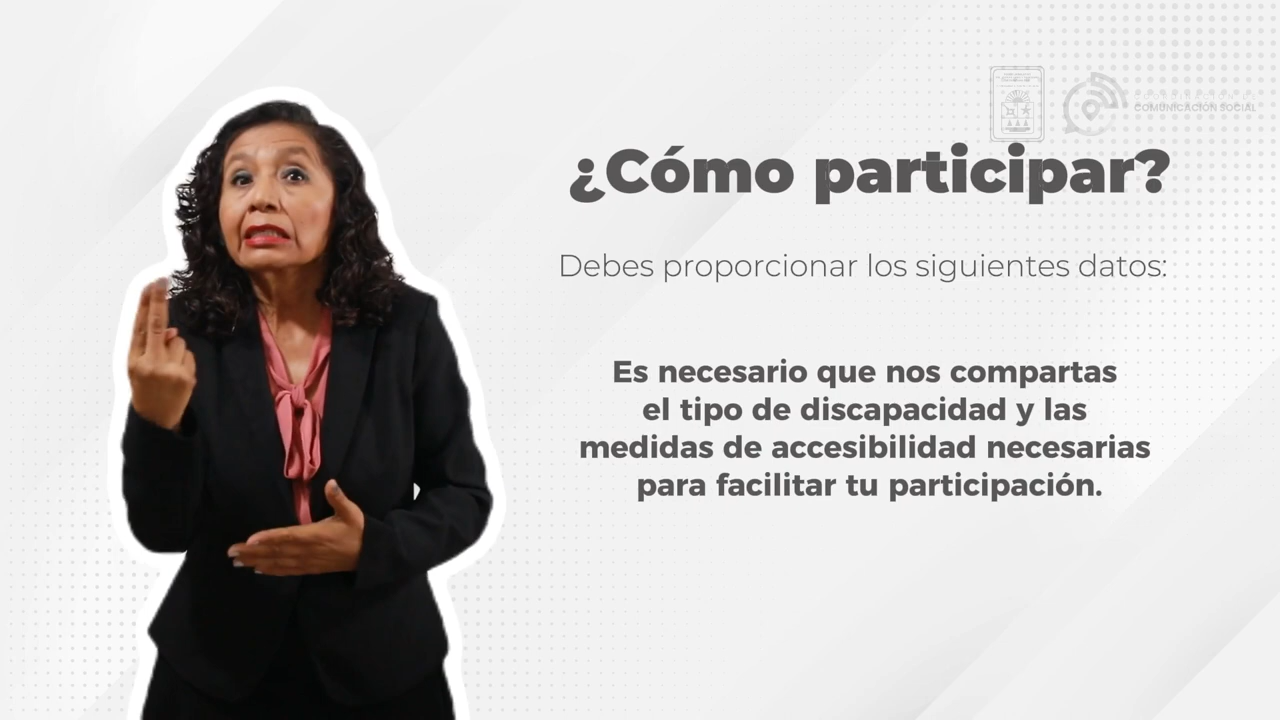 COMUNICACIÓN SOCIAL
¿Cómo participar?
Debes proporcionar los siguientes datos:
Es necesario que nos compartas
el tipo de discapacidad y las
medidas de accesibilidad necesarias
para facilitar tu participación.